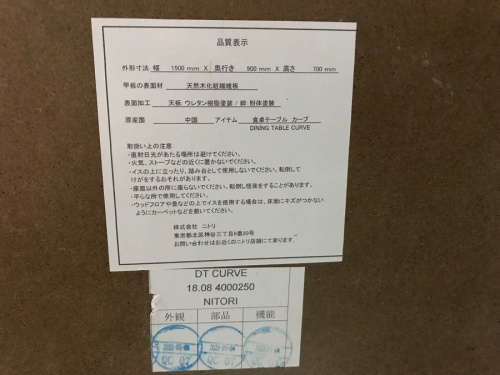 品質表示
外形寸法 幅 1500 mm X 奥行き 900 mm X 高さ 700 mm
甲板の表面材 天然木化粧繊維板
表面加工 天板 ウレタン樹脂塗装 / 脚 粉体塗装
原産国 中国 アイテム 食卓テーブル カーブ
DINING TABLE CURVE
取扱い上の注意
・直射日光があたる場所は避けてください。
・火気、ストーブなどの近くに置かないでください。
・イスの上に立ったり、踏み台として使用しないでください。転倒して
けがをするおそれがあります。
・座面以外の所に座らないでください。転倒し怪我をすることがあります。
・平らな所で使用してください。
・ウッドフロアや畳などの上でイスを使用する場合は、床面にキズがつかない
ようにカーペットなどを敷いてください。
株式会社 ニトリ
東京都北区神谷三丁目6番20号
お問い合わせはお近くのニトリ店舗にて承ります。
DT CURVE
18.08 4000250
NITORI
外観 部品 機能
QC 07 QC 07 QC 07